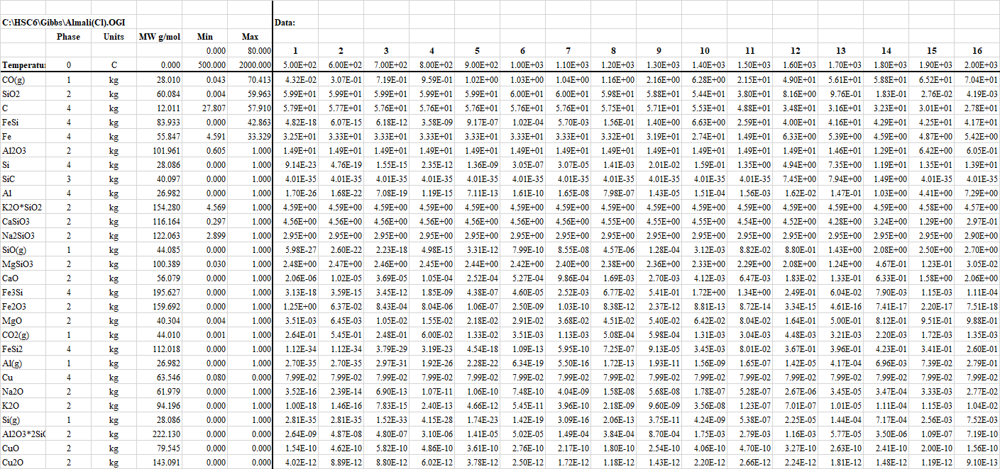 C:\HSC6\Gibbs\Almali(Cl).OGI Data:
Phase Units MW g/mol Min Max
0.000 80.000 1 2 3 4 5 6 7 8 9 10 11 12 13 14 15 16
Temperatu 0 C 0.000 500.000 2000.000 5.00E+02 6.00E+02 7.00E+02 8.00E+02 9.00E+02 1.00E+03 1.10E+03 1.20E+03 1.30E+03 1.40E+03 1.50E+03 1.60E+03 1.70E+03 1.80E+03 1.90E+03 2.00E+03
CO(g) 1 kg 28.010 0.043 70.413 4.32E-02 3.07E-01 7.19E-01 9.59E-01 1.02E+00 1.03E+00 1.04E+00 1.16E+00 2.16E+00 6.28E+00 2.15E+01 4.90E+01 5.61E+01 5.88E+01 6.52E+01 7.04E+01
SiO2 2 kg 60.084 0.004 59.963 5.99E+01 5.99E+01 5.99E+01 5.99E+01 5.99E+01 6.00E+01 6.00E+01 5.98E+01 5.88E+01 5.44E+01 3.80E+01 8.16E+00 9.76E-01 1.83E-01 2.76E-02 4.19E-03
C 4 kg 12.011 27.807 57.910 5.79E+01 5.77E+01 5.76E+01 5.76E+01 5.76E+01 5.76E+01 5.76E+01 5.75E+01 5.71E+01 5.53E+01 4.88E+01 3.48E+01 3.16E+01 3.23E+01 3.01E+01 2.78E+01
FeSi 4 kg 83.933 0.000 42.863 4.82E-18 6.07E-15 6.18E-12 3.58E-09 9.17E-07 1.02E-04 5.70E-03 1.56E-01 1.40E+00 6.63E+00 2.59E+01 4.00E+01 4.16E+01 4.29E+01 4.25E+01 4.17E+01
Fe 4 kg 55.847 4.591 33.329 3.25E+01 3.33E+01 3.33E+01 3.33E+01 3.33E+01 3.33E+01 3.33E+01 3.32E+01 3.19E+01 2.74E+01 1.49E+01 6.33E+00 5.39E+00 4.59E+00 4.87E+00 5.42E+00
Al2O3 2 kg 101.961 0.605 1.000 1.49E+01 1.49E+01 1.49E+01 1.49E+01 1.49E+01 1.49E+01 1.49E+01 1.49E+01 1.49E+01 1.49E+01 1.49E+01 1.49E+01 1.46E+01 1.29E+01 6.42E+00 6.05E-01
Si 4 kg 28.086 0.000 1.000 9.14E-23 4.76E-19 1.55E-15 2.35E-12 1.36E-09 3.05E-07 3.07E-05 1.41E-03 2.01E-02 1.59E-01 1.35E+00 4.94E+00 7.35E+00 1.19E+01 1.35E+01 1.39E+01
SiC 3 kg 40.097 0.000 1.000 4.01E-35 4.01E-35 4.01E-35 4.01E-35 4.01E-35 4.01E-35 4.01E-35 4.01E-35 4.01E-35 4.01E-35 4.01E-35 7.45E+00 7.94E+00 1.49E+00 4.01E-35 4.01E-35
Al 4 kg 26.982 0.000 1.000 1.70E-26 1.68E-22 7.08E-19 1.19E-15 7.11E-13 1.61E-10 1.65E-08 7.98E-07 1.43E-05 1.51E-04 1.56E-03 1.62E-02 1.47E-01 1.03E+00 4.41E+00 7.29E+00
K2O*SiO2 2 kg 154.280 4.569 1.000 4.59E+00 4.59E+00 4.59E+00 4.59E+00 4.59E+00 4.59E+00 4.59E+00 4.59E+00 4.59E+00 4.59E+00 4.59E+00 4.59E+00 4.59E+00 4.59E+00 4.58E+00 4.57E+00
CaSiO3 2 kg 116.164 0.297 1.000 4.56E+00 4.56E+00 4.56E+00 4.56E+00 4.56E+00 4.56E+00 4.56E+00 4.55E+00 4.55E+00 4.55E+00 4.54E+00 4.52E+00 4.28E+00 3.24E+00 1.29E+00 2.97E-01
Na2SiO3 2 kg 122.063 2.899 1.000 2.95E+00 2.95E+00 2.95E+00 2.95E+00 2.95E+00 2.95E+00 2.95E+00 2.95E+00 2.95E+00 2.95E+00 2.95E+00 2.95E+00 2.95E+00 2.95E+00 2.95E+00 2.90E+00
SiO(g) 1 kg 44.085 0.000 1.000 5.98E-27 2.60E-22 2.23E-18 4.98E-15 3.31E-12 7.99E-10 8.55E-08 4.57E-06 1.28E-04 3.12E-03 8.82E-02 8.80E-01 1.43E+00 2.08E+00 2.50E+00 2.70E+00
MgSiO3 2 kg 100.389 0.030 1.000 2.48E+00 2.47E+00 2.46E+00 2.45E+00 2.44E+00 2.42E+00 2.40E+00 2.38E+00 2.36E+00 2.33E+00 2.29E+00 2.08E+00 1.24E+00 4.67E-01 1.23E-01 3.05E-02
CaO 2 kg 56.079 0.000 1.000 2.06E-06 1.02E-05 3.69E-05 1.05E-04 2.52E-04 5.27E-04 9.86E-04 1.69E-03 2.70E-03 4.12E-03 6.47E-03 1.83E-02 1.33E-01 6.33E-01 1.58E+00 2.06E+00
Fe3Si 4 kg 195.627 0.000 1.000 3.13E-18 3.59E-15 3.45E-12 1.85E-09 4.38E-07 4.60E-05 2.52E-03 6.77E-02 5.41E-01 1.72E+00 1.34E+00 2.49E-01 6.04E-02 7.90E-03 1.15E-03 1.11E-04
Fe2O3 2 kg 159.692 0.000 1.000 1.25E+00 6.37E-02 8.43E-04 8.04E-06 1.06E-07 2.50E-09 1.03E-10 8.38E-12 2.37E-12 8.81E-13 8.72E-14 3.34E-15 4.61E-16 7.41E-17 2.20E-17 7.51E-18
MgO 2 kg 40.304 0.004 1.000 3.51E-03 6.45E-03 1.05E-02 1.55E-02 2.18E-02 2.91E-02 3.68E-02 4.51E-02 5.40E-02 6.42E-02 8.04E-02 1.64E-01 5.00E-01 8.12E-01 9.51E-01 9.88E-01
CO2(g) 1 kg 44.010 0.001 1.000 2.64E-01 5.45E-01 2.48E-01 6.00E-02 1.33E-02 3.51E-03 1.13E-03 5.08E-04 5.98E-04 1.31E-03 3.04E-03 4.48E-03 3.21E-03 2.20E-03 1.72E-03 1.35E-03
FeSi2 4 kg 112.018 0.000 1.000 1.12E-34 1.12E-34 3.79E-29 3.19E-23 4.54E-18 1.09E-13 5.95E-10 7.25E-07 9.13E-05 3.45E-03 8.01E-02 3.67E-01 3.96E-01 4.23E-01 3.41E-01 2.60E-01
Al(g) 1 kg 26.982 0.000 1.000 2.70E-35 2.70E-35 2.97E-31 1.92E-26 2.28E-22 6.34E-19 5.50E-16 1.72E-13 1.93E-11 1.56E-09 1.65E-07 1.42E-05 4.17E-04 6.96E-03 7.39E-02 2.79E-01
Cu 4 kg 63.546 0.080 0.000 7.99E-02 7.99E-02 7.99E-02 7.99E-02 7.99E-02 7.99E-02 7.99E-02 7.99E-02 7.99E-02 7.99E-02 7.99E-02 7.99E-02 7.99E-02 7.99E-02 7.99E-02 7.99E-02
Na2O 2 kg 61.979 0.000 1.000 3.52E-16 2.39E-14 6.90E-13 1.07E-11 1.06E-10 7.48E-10 4.04E-09 1.58E-08 5.68E-08 1.78E-07 5.28E-07 2.67E-06 3.45E-05 3.47E-04 3.33E-03 2.77E-02
K2O 2 kg 94.196 0.000 1.000 1.00E-18 1.46E-16 7.83E-15 2.40E-13 4.66E-12 5.45E-11 3.96E-10 2.18E-09 9.60E-09 3.56E-08 1.23E-07 7.01E-07 1.01E-05 1.11E-04 1.15E-03 1.04E-02
Si(g) 1 kg 28.086 0.000 1.000 2.81E-35 2.81E-35 1.52E-33 4.15E-28 1.74E-23 1.42E-19 3.09E-16 2.06E-13 3.75E-11 4.24E-09 5.38E-07 2.25E-05 1.44E-04 7.17E-04 2.56E-03 7.52E-03
Al2O3*2SiO 2 kg 222.130 0.000 0.000 2.64E-09 4.87E-08 4.80E-07 3.10E-06 1.41E-05 5.02E-05 1.49E-04 3.84E-04 8.70E-04 1.75E-03 2.79E-03 1.16E-03 5.77E-05 3.50E-06 1.09E-07 7.19E-10
CuO 2 kg 79.545 0.000 0.000 1.54E-10 4.62E-10 5.82E-10 4.86E-10 3.61E-10 2.76E-10 2.17E-10 1.80E-10 2.54E-10 4.06E-10 4.70E-10 3.27E-10 2.63E-10 2.41E-10 2.00E-10 1.56E-10
Cu2O 2 kg 143.091 0.000 0.000 4.02E-12 8.89E-12 8.80E-12 6.02E-12 3.78E-12 2.50E-12 1.72E-12 1.18E-12 1.43E-12 2.20E-12 2.66E-12 2.24E-12 1.81E-12 1.48E-12 1.19E-12 9.10E-13